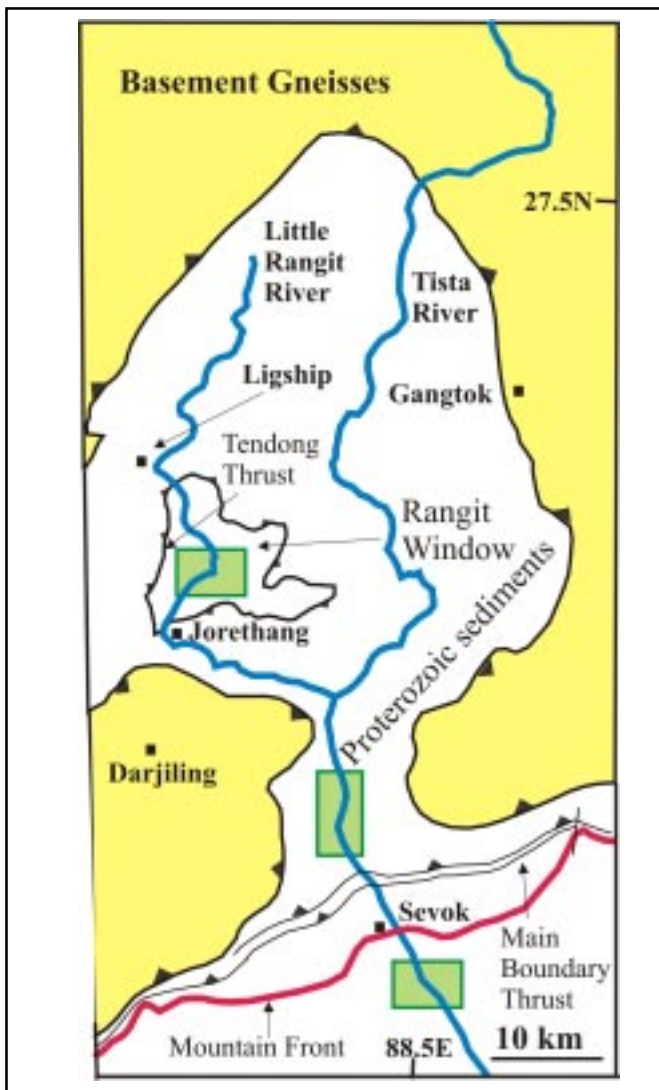 Basement Gneisses
27.5N
Little
Rangit
River
Tista
River
Ligship
Gangtok
Tendong
Thrust
Rangit
Window
Jorethang
Proterozoic sediments
Darjiling
Sevok
Main
Boundary
Thrust
Mountain Front
88.5E
10 km